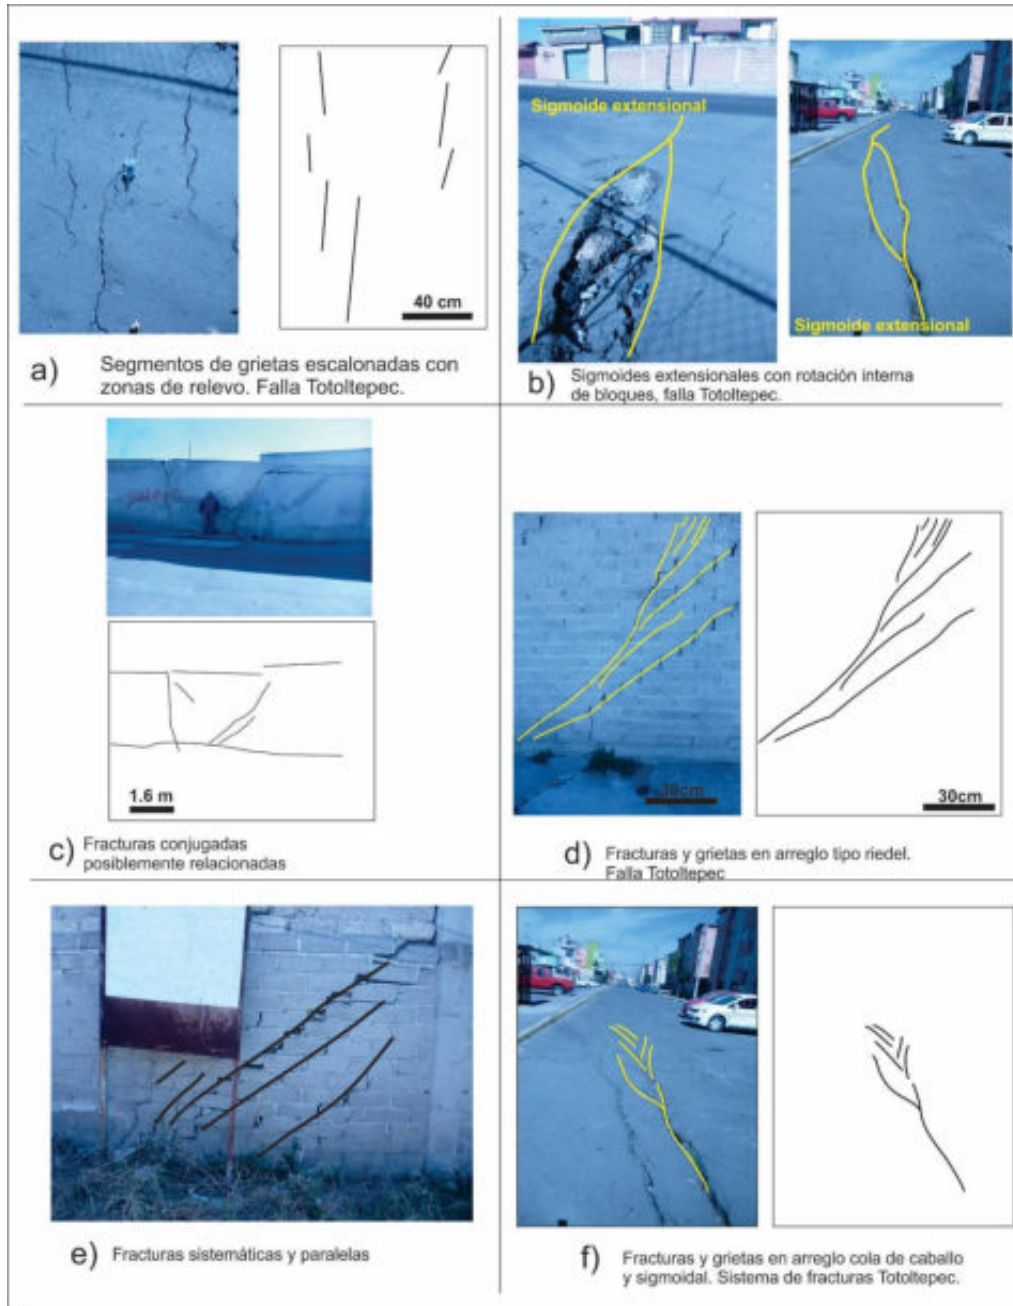 Sigmoide extensional
Sigmoide extensional
40 cm
a) Segmentos de grietas escalonadas con
zonas de relevo. Falla Totoltepec.
b) Sigmoides extensionales con rotación interna
de bloques, falla Totoltepec.
1.6 m
c) Fracturas conjugadas
posiblemente relacionadas
30cm
30cm
d) Fracturas y grietas en arreglo tipo riedel.
Falla Totoltepec
e) Fracturas sistemáticas y paralelas
f) Fracturas y grietas en arreglo cola de caballo
y sigmoidal. Sistema de fracturas Totoltepec.